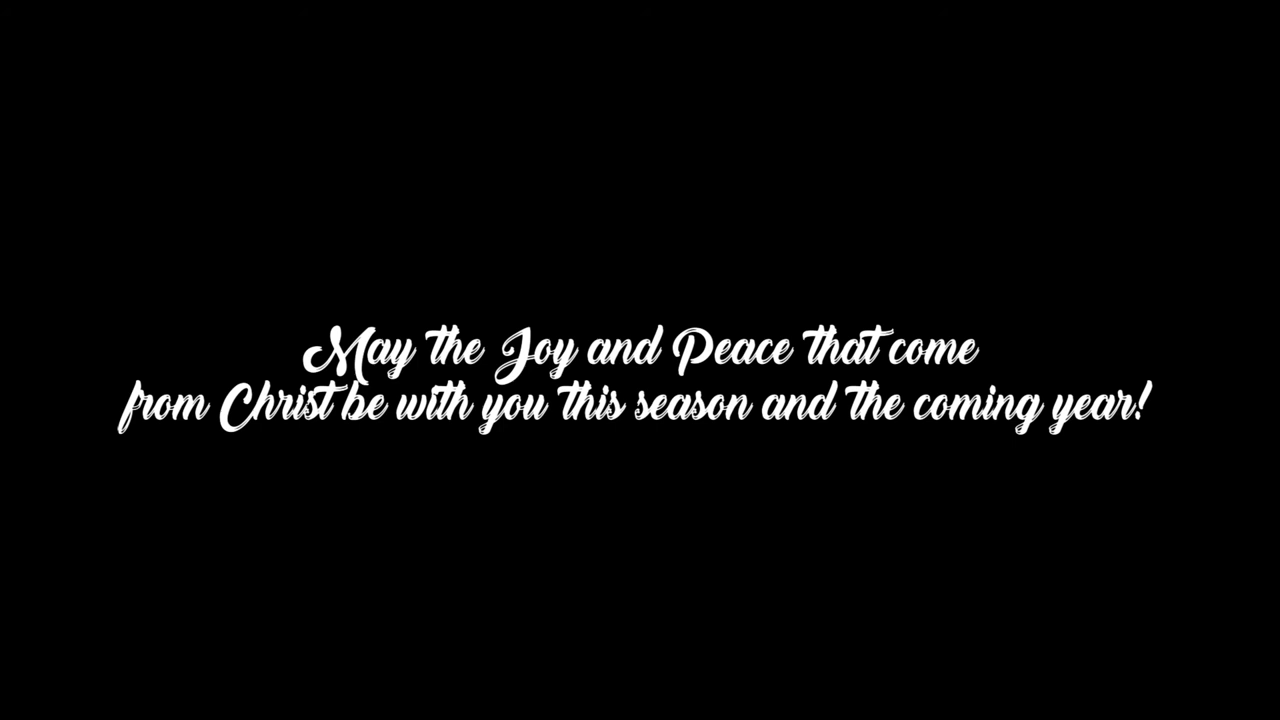 May the Joy and Peace that come
from Christ be with you this season and the coming year!